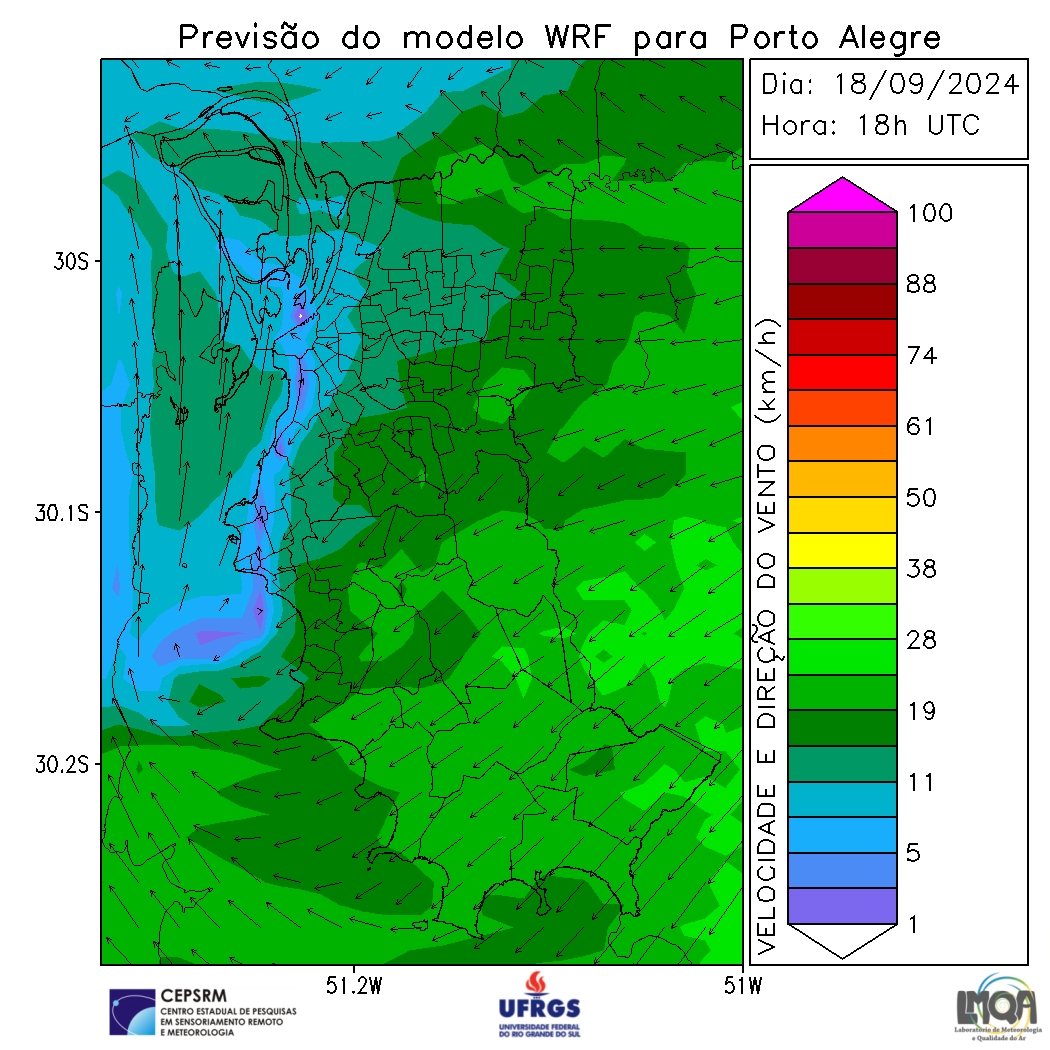 Previsão do modelo WRF para Porto Alegre
Dia: 18/09/2024
Hora: 18h UTC
30S
30.1S
30.2S
51.2W
51W
VELOCIDADE E DIREÇÃO DO VENTO (km/h)
100
88
74
61
50
38
28
19
11
5
1
CEPSRM
CENTRO ESTADUAL DE PESQUISAS
EM SENSORIAMENTO REMOTO
E METEOROLOGIA
UFRGS
UNIVERSIDADE FEDERAL
DO RIO GRANDE DO SUL
LMQA
Laboratório de Meteorologia
e Qualidade do Ar